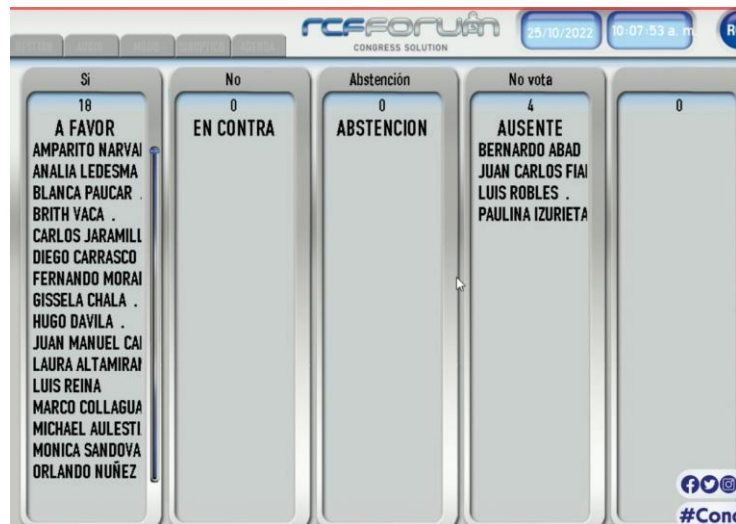 rcfforum
CONGRESS SOLUTION
25/10/2022
10:07:53 a. m
R
Si
18
A FAVOR
AMPARITO NARVAI
ANALIA LEDESMA
BLANCA PAUCAR .
BRITH VACA .
CARLOS JARAMILL
DIEGO CARRASCO
FERNANDO MORAI
GISSELA CHALA .
HUGO DAVILA .
JUAN MANUEL CAI
LAURA ALTAMIRAN
LUIS REINA
MARCO COLLAGUA
MICHAEL AULESTI
MONICA SANDOVA
ORLANDO NUÑEZ
No
0
EN CONTRA
Abstención
0
ABSTENCION
No vota
4
AUSENTE
BERNARDO ABAD
JUAN CARLOS FIAI
LUIS ROBLES .
PAULINA IZURIETA
0
#Conc